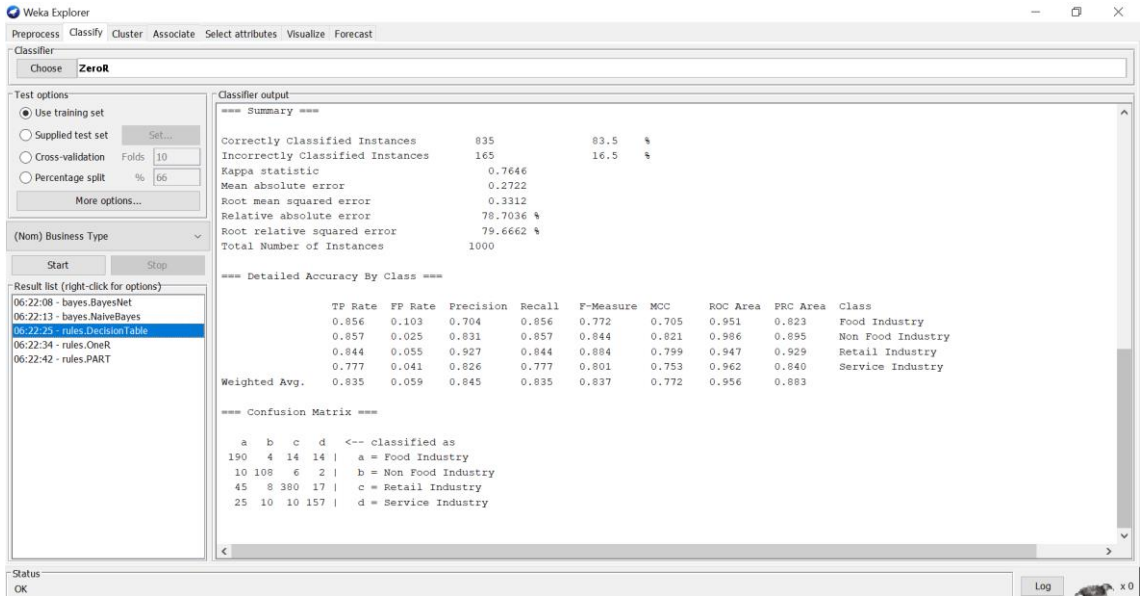 Weka Explorer
Preprocess Classify Cluster Associate Select attributes Visualize Forecast
Classifier
Choose ZeroR
Test options
Use training set
Supplied test set Set...
Cross-validation Folds 10
Percentage split % 66
More options...
(Nom) Business Type
Start Stop
Result list (right-click for options)
06:22:08 - bayes.BayesNet
06:22:13 - bayes.NaiveBayes
06:22:25 - rules.DecisionTable
06:22:34 - rules.OneR
06:22:42 - rules.PART
Classifier output
=== Summary ===
Correctly Classified Instances 835 83.5 %
Incorrectly Classified Instances 165 16.5 %
Kappa statistic 0.7646
Mean absolute error 0.2722
Root mean squared error 0.3312
Relative absolute error 78.7036 %
Root relative squared error 79.6662 %
Total Number of Instances 1000
=== Detailed Accuracy By Class ===
TP Rate FP Rate Precision Recall F-Measure MCC ROC Area PRC Area Class
0.856 0.103 0.704 0.856 0.772 0.705 0.951 0.823 Food Industry
0.857 0.025 0.831 0.857 0.844 0.821 0.986 0.895 Non Food Industry
0.844 0.055 0.927 0.844 0.884 0.799 0.947 0.929 Retail Industry
0.777 0.041 0.826 0.777 0.801 0.753 0.962 0.840 Service Industry
Weighted Avg. 0.835 0.059 0.845 0.835 0.837 0.772 0.956 0.883
=== Confusion Matrix ===
a b c d <-- classified as
190 4 14 14 | a = Food Industry
10 108 6 2 | b = Non Food Industry
45 8 380 17 | c = Retail Industry
25 10 10 157 | d = Service Industry
Status
OK
Log x 0